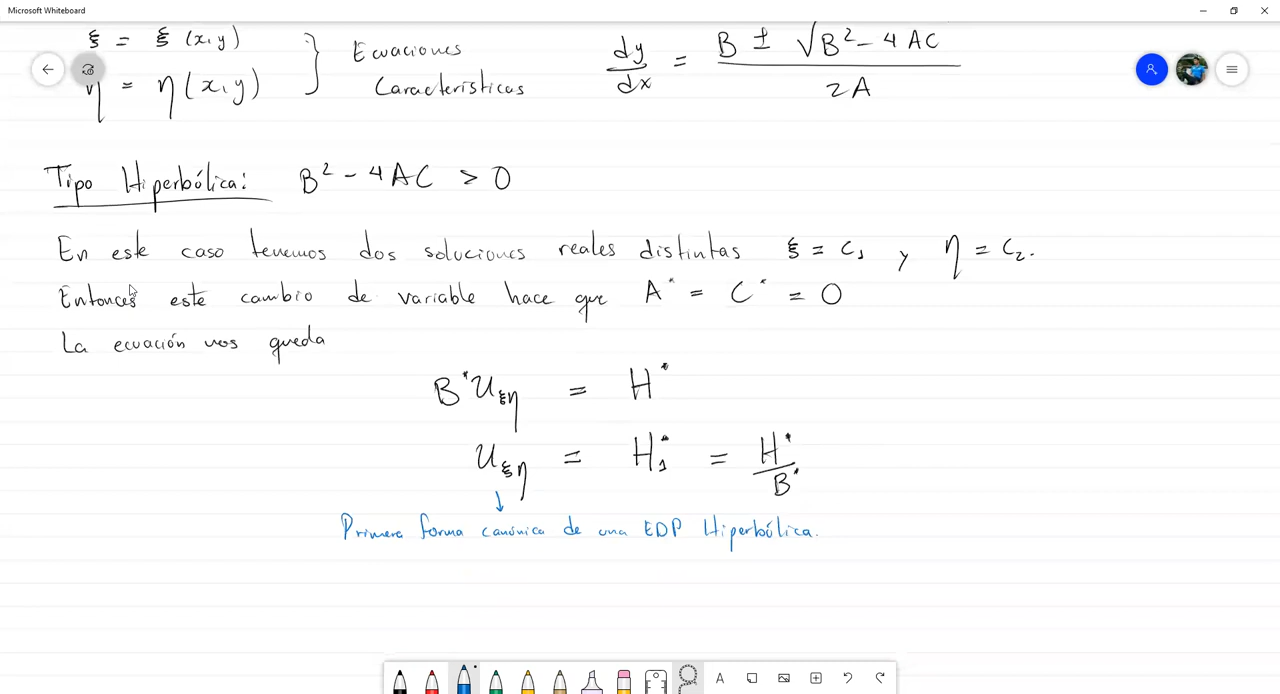 Microsoft Whiteboard
ξ = ξ (x,y)
η = η(x,y)
} Ecuaciones
Características
dy/dx = (B ± √(B² - 4AC)) / 2A
Tipo Hiperbólica: B² - 4AC > 0
En este caso tenemos dos soluciones reales distintas ξ = C₁ y η = C₂.
Entonces este cambio de variable hace que A* = C* = 0
La ecuación nos queda
B*U_ξη = H*
U_ξη = H₁* = H*/B*
↓
Primera forma canónica de una EDP Hiperbólica.
A